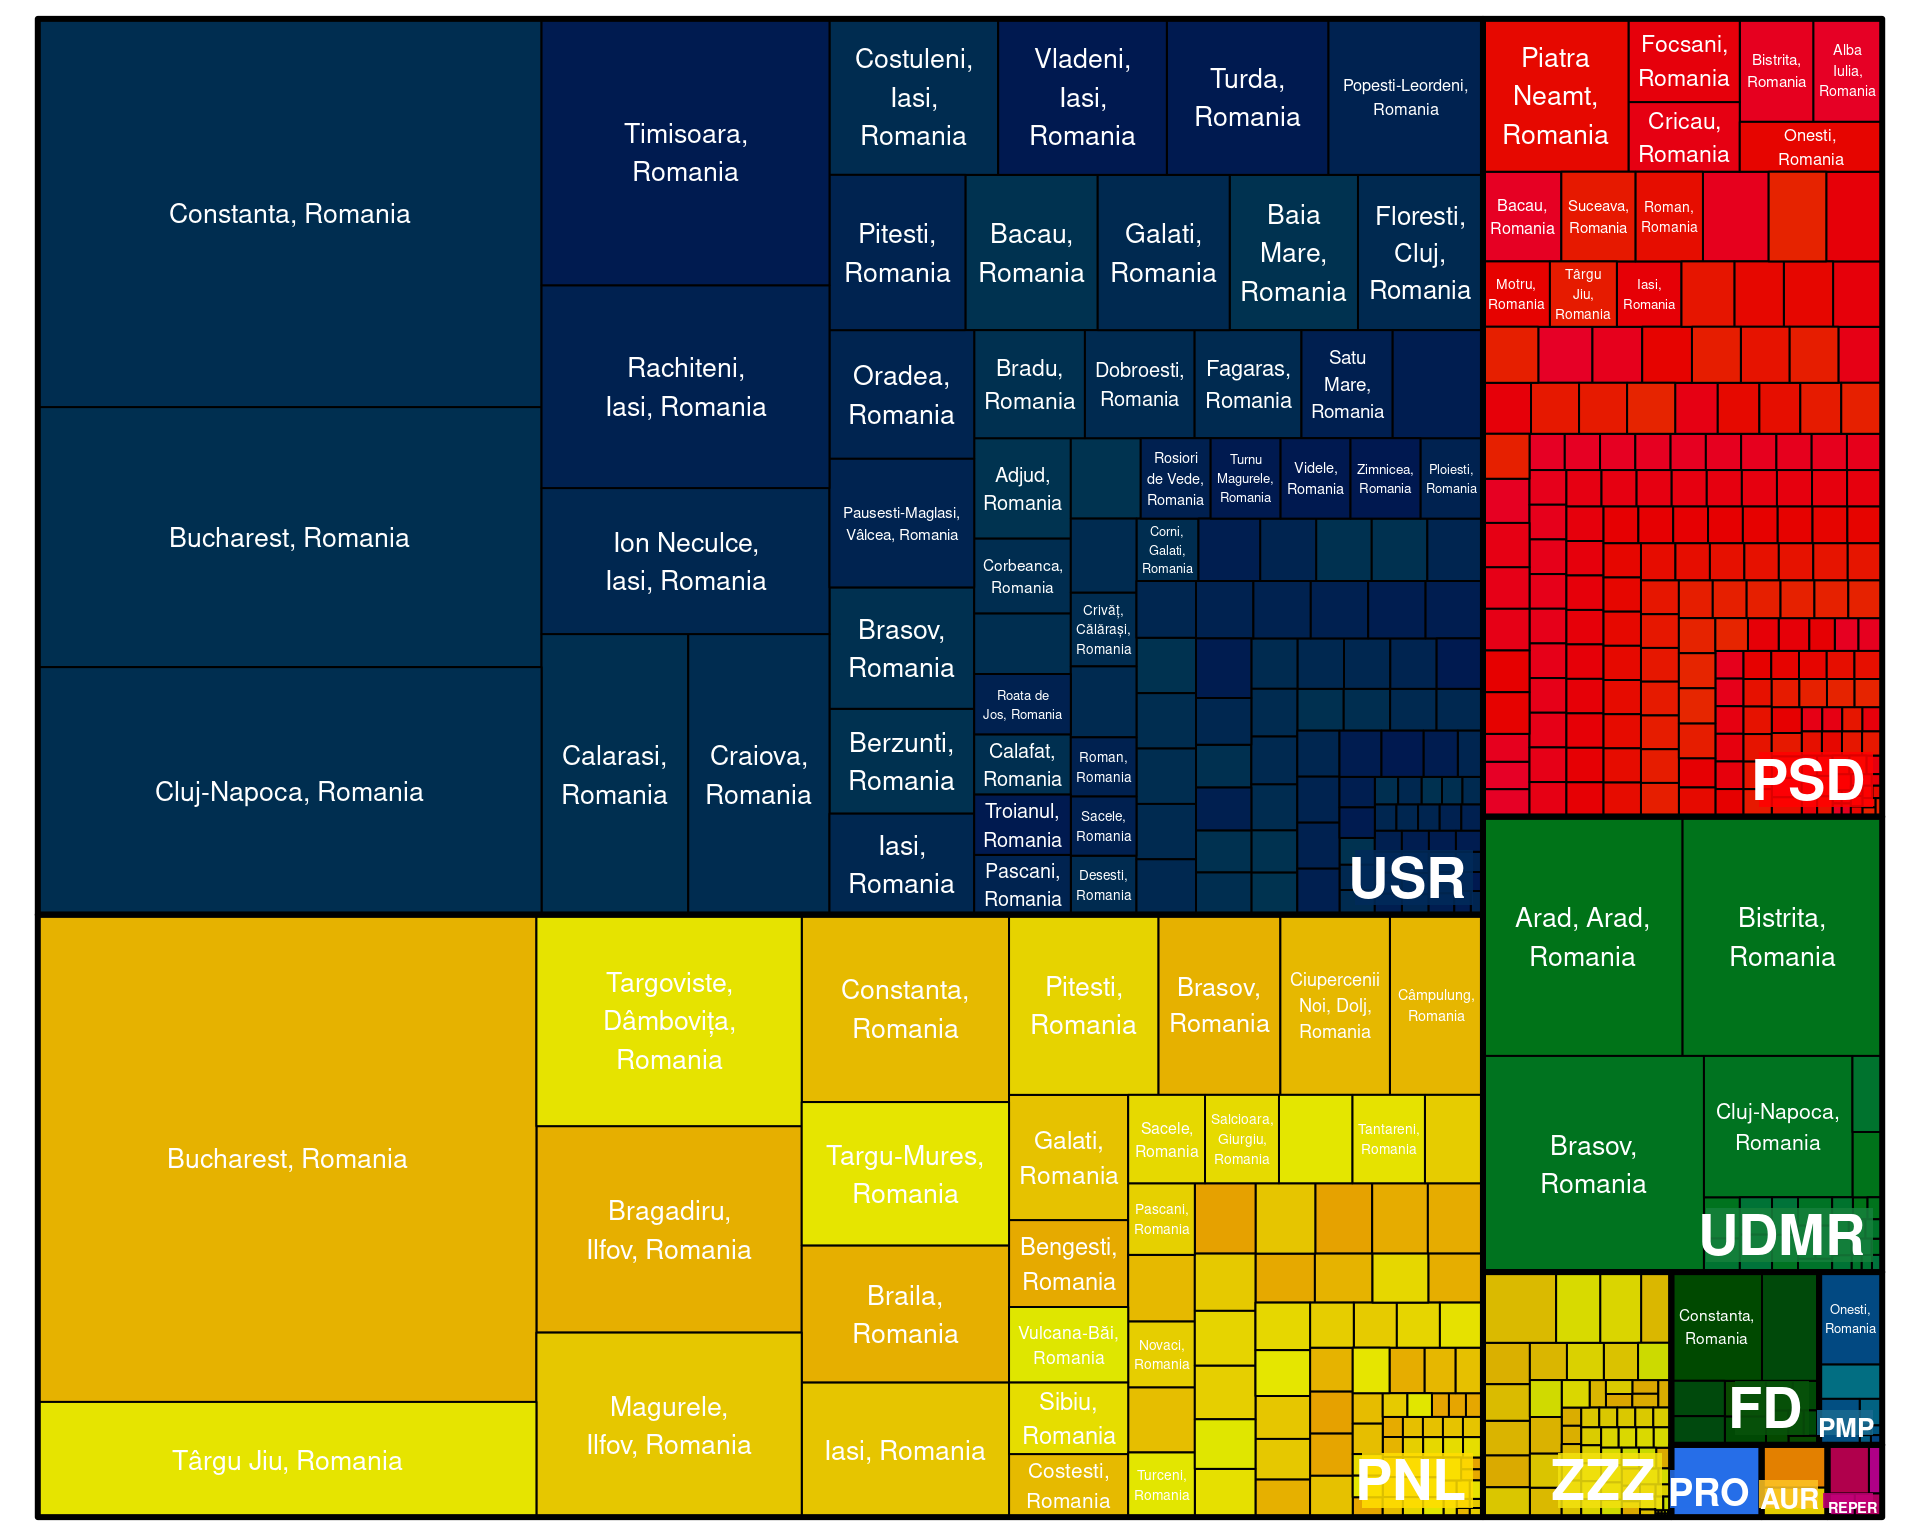 Constanta, Romania
Bucharest, Romania
Cluj-Napoca, Romania
Timisoara,
Romania
Rachiteni,
Iasi, Romania
Ion Neculce,
Iasi, Romania
Calarasi,
Romania
Craiova,
Romania
Costuleni,
Iasi,
Romania
Vladeni,
Iasi,
Romania
Turda,
Romania
Popesti-Leordeni,
Romania
Pitesti,
Romania
Bacau,
Romania
Galati,
Romania
Baia
Mare,
Romania
Floresti,
Cluj,
Romania
Oradea,
Romania
Pausesti-Maglasi,
Vâlcea, Romania
Brasov,
Romania
Berzunti,
Romania
Iasi,
Romania
Bradu,
Romania
Dobroesti,
Romania
Fagaras,
Romania
Satu
Mare,
Romania
Adjud,
Romania
Corbeanca,
Romania
Roata de
Jos, Romania
Calafat,
Romania
Troianul,
Romania
Pascani,
Romania
Rosiori
de Vede,
Romania
Turnu
Magurele,
Romania
Videle,
Romania
Zimnicea,
Romania
Ploiesti,
Romania
Corni,
Galati,
Romania
Crivăț,
Călărași,
Romania
Roman,
Romania
Sacele,
Romania
Desesti,
Romania
USR
Piatra
Neamt,
Romania
Focsani,
Romania
Cricau,
Romania
Bistrita,
Romania
Alba
Iulia,
Romania
Onesti,
Romania
Bacau,
Romania
Suceava,
Romania
Roman,
Romania
Motru,
Romania
Târgu
Jiu,
Romania
Iasi,
Romania
PSD
Bucharest, Romania
Târgu Jiu, Romania
Targoviste,
Dâmbovița,
Romania
Bragadiru,
Ilfov, Romania
Magurele,
Ilfov, Romania
Constanta,
Romania
Targu-Mures,
Romania
Braila,
Romania
Iasi, Romania
Pitesti,
Romania
Brasov,
Romania
Ciupercenii
Noi, Dolj,
Romania
Câmpulung,
Romania
Galati,
Romania
Bengesti,
Romania
Vulcana-Băi,
Romania
Sibiu,
Romania
Costesti,
Romania
Sacele,
Romania
Salcioara,
Giurgiu,
Romania
Tantareni,
Romania
Pascani,
Romania
Novaci,
Romania
Turceni,
Romania
PNL
Arad, Arad,
Romania
Bistrita,
Romania
Brasov,
Romania
Cluj-Napoca,
Romania
UDMR
ZZZ
Constanta,
Romania
FD
Onesti,
Romania
PMP
PRO
AUR
REPER